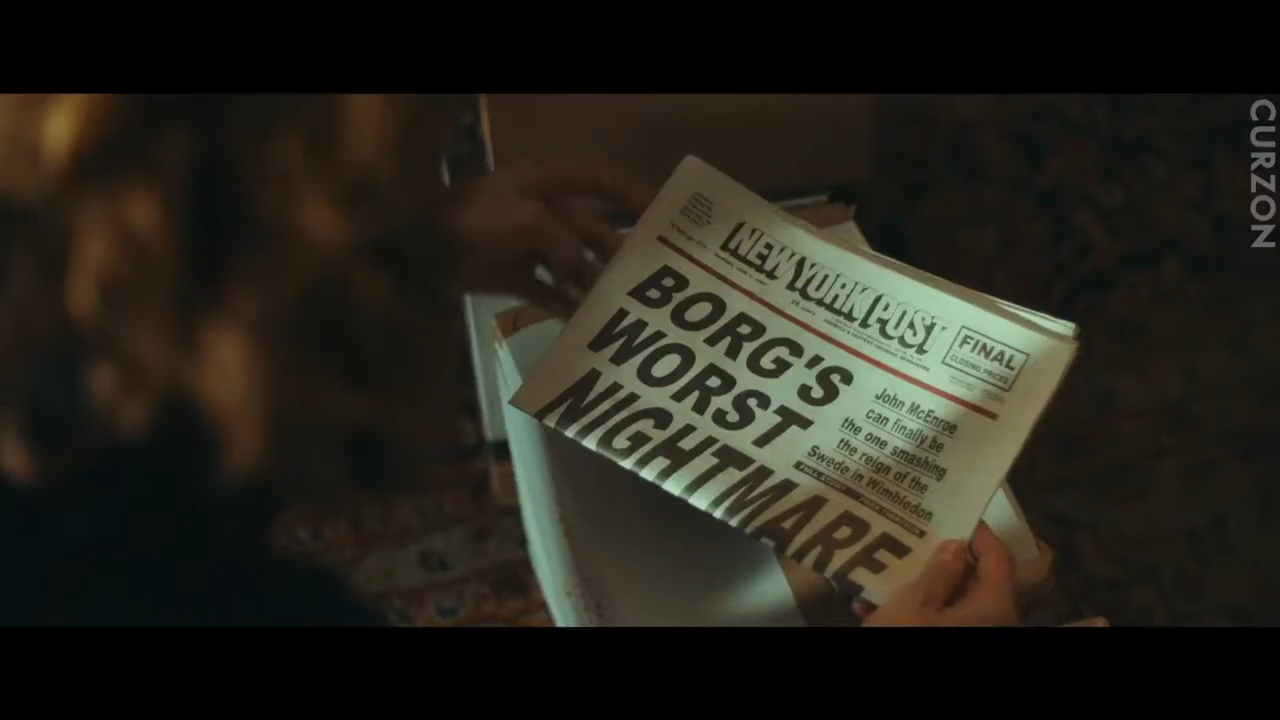 NEW YORK POST
FINAL
CLOSING PRICES
BORG'S
WORST
NIGHTMARE
John McEnroe
can finally be
the one smashing
the reign of the
Swede in Wimbledon
CURZON